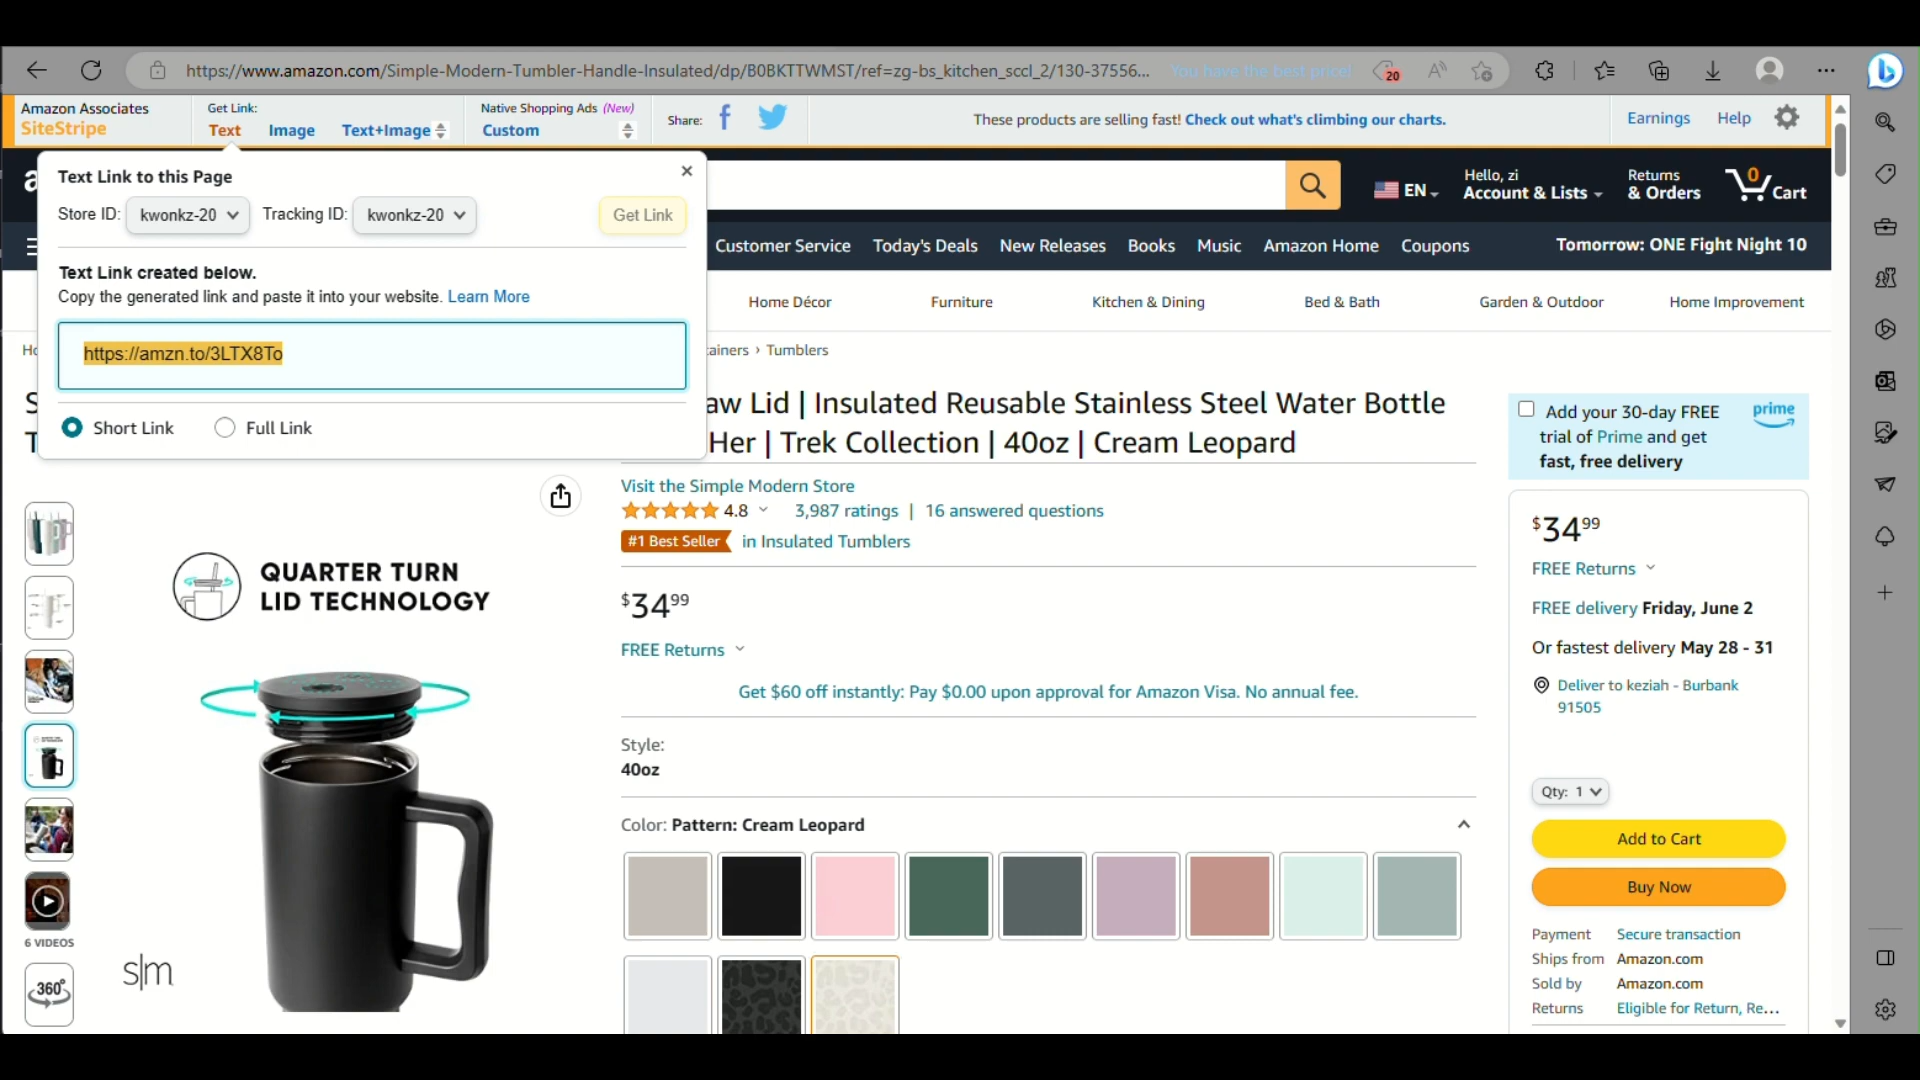 https://www.amazon.com/Simple-Modern-Tumbler-Handle-Insulated/dp/B0BKTTWMST/ref=zg-bs_kitchen_sccl_2/130-37556... You have the best price! 20
Amazon Associates
SiteStripe
Get Link:
Text Image Text+Image
Native Shopping Ads (New)
Custom
Share:
These products are selling fast! Check out what's climbing our charts.
Earnings Help
Text Link to this Page
Store ID: kwonkz-20 Tracking ID: kwonkz-20 Get Link
Text Link created below.
Copy the generated link and paste it into your website. Learn More
https://amzn.to/3LTX8To
Short Link Full Link
EN
Hello, zi
Account & Lists
Returns
& Orders
0
Cart
Customer Service Today's Deals New Releases Books Music Amazon Home Coupons
Tomorrow: ONE Fight Night 10
Home Décor Furniture Kitchen & Dining Bed & Bath Garden & Outdoor Home Improvement
ainers › Tumblers
aw Lid | Insulated Reusable Stainless Steel Water Bottle
Her | Trek Collection | 40oz | Cream Leopard
Visit the Simple Modern Store
4.8 3,987 ratings | 16 answered questions
#1 Best Seller in Insulated Tumblers
$34 99
FREE Returns
Get $60 off instantly: Pay $0.00 upon approval for Amazon Visa. No annual fee.
Style:
40oz
Color: Pattern: Cream Leopard
QUARTER TURN
LID TECHNOLOGY
s|m
6 VIDEOS
360°
Add your 30-day FREE
trial of Prime and get
fast, free delivery
prime
$34 99
FREE Returns
FREE delivery Friday, June 2
Or fastest delivery May 28 - 31
Deliver to keziah - Burbank
91505
Qty: 1
Add to Cart
Buy Now
Payment Secure transaction
Ships from Amazon.com
Sold by Amazon.com
Returns Eligible for Return, Re...